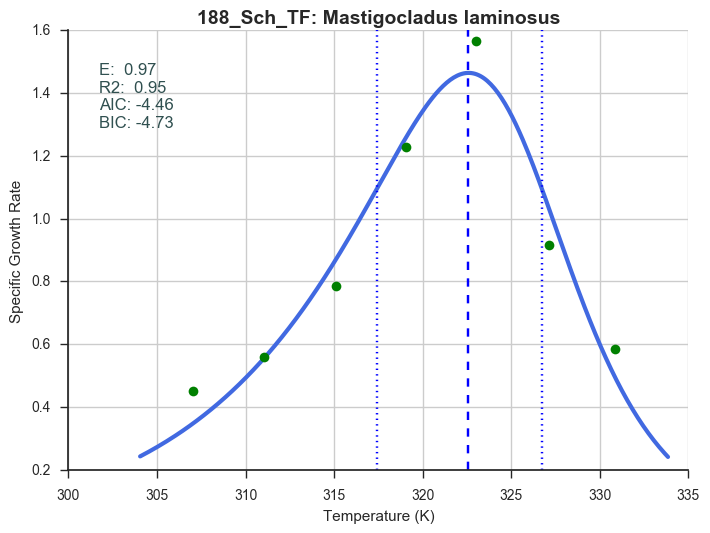 188_Sch_TF: Mastigocladus laminosus
E:  0.97
R2:  0.95
AIC: -4.46
BIC: -4.73
Specific Growth Rate
1.6
1.4
1.2
1.0
0.8
0.6
0.4
0.2
300 305 310 315 320 325 330 335
Temperature (K)